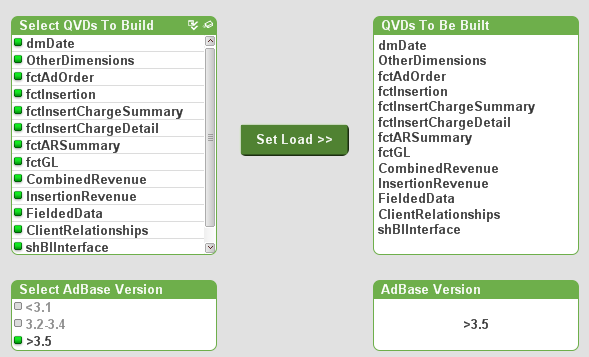 Select QVDs To Build
dmDate
OtherDimensions
fctAdOrder
fctInsertion
fctInsertChargeSummary
fctInsertChargeDetail
fctARSummary
fctGL
CombinedRevenue
InsertionRevenue
FieldedData
ClientRelationships
shBIInterface
Set Load >>
QVDs To Be Built
dmDate
OtherDimensions
fctAdOrder
fctInsertion
fctInsertChargeSummary
fctInsertChargeDetail
fctARSummary
fctGL
CombinedRevenue
InsertionRevenue
FieldedData
ClientRelationships
shBIInterface
Select AdBase Version
<3.1
3.2-3.4
>3.5
AdBase Version
>3.5